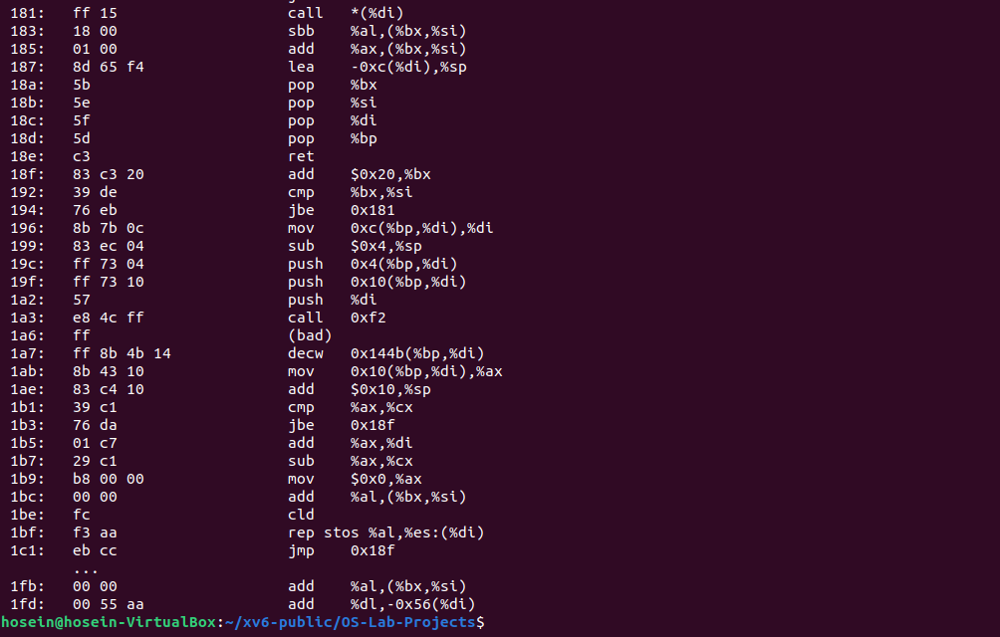 181:   ff 15                   call   *(%di)
183:   18 00                   sbb    %al,(%bx,%si)
185:   01 00                   add    %ax,(%bx,%si)
187:   8d 65 f4                lea    -0xc(%di),%sp
18a:   5b                      pop    %bx
18b:   5e                      pop    %si
18c:   5f                      pop    %di
18d:   5d                      pop    %bp
18e:   c3                      ret
18f:   83 c3 20                add    $0x20,%bx
192:   39 de                   cmp    %bx,%si
194:   76 eb                   jbe    0x181
196:   8b 7b 0c                mov    0xc(%bp,%di),%di
199:   83 ec 04                sub    $0x4,%sp
19c:   ff 73 04                push   0x4(%bp,%di)
19f:   ff 73 10                push   0x10(%bp,%di)
1a2:   57                      push   %di
1a3:   e8 4c ff                call   0xf2
1a6:   ff                      (bad)
1a7:   ff 8b 4b 14             decw   0x144b(%bp,%di)
1ab:   8b 43 10                mov    0x10(%bp,%di),%ax
1ae:   83 c4 10                add    $0x10,%sp
1b1:   39 c1                   cmp    %ax,%cx
1b3:   76 da                   jbe    0x18f
1b5:   01 c7                   add    %ax,%di
1b7:   29 c1                   sub    %ax,%cx
1b9:   b8 00 00                mov    $0x0,%ax
1bc:   00 00                   add    %al,(%bx,%si)
1be:   fc                      cld
1bf:   f3 aa                   rep stos %al,%es:(%di)
1c1:   eb cc                   jmp    0x18f
...
1fb:   00 00                   add    %al,(%bx,%si)
1fd:   00 55 aa                add    %dl,-0x56(%di)
hosein@hosein-VirtualBox:~/xv6-public/OS-Lab-Projects$